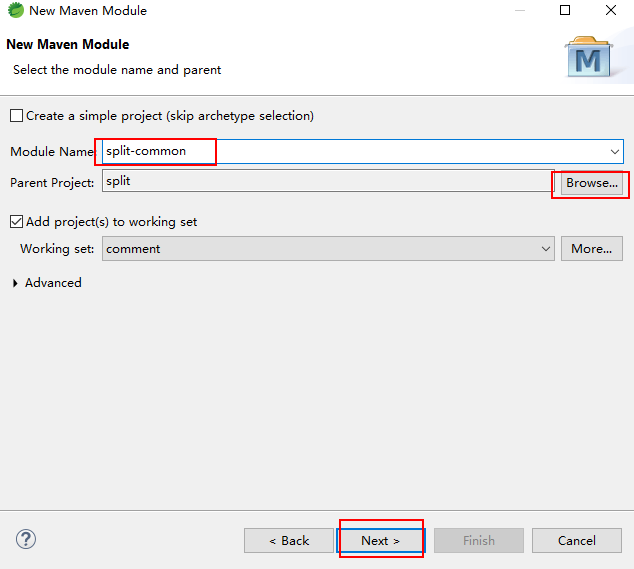 New Maven Module
New Maven Module
Select the module name and parent
M
Create a simple project (skip archetype selection)
Module Name: split-common
Parent Project: split Browse...
Add project(s) to working set
Working set: comment More...
Advanced
? < Back Next > Finish Cancel